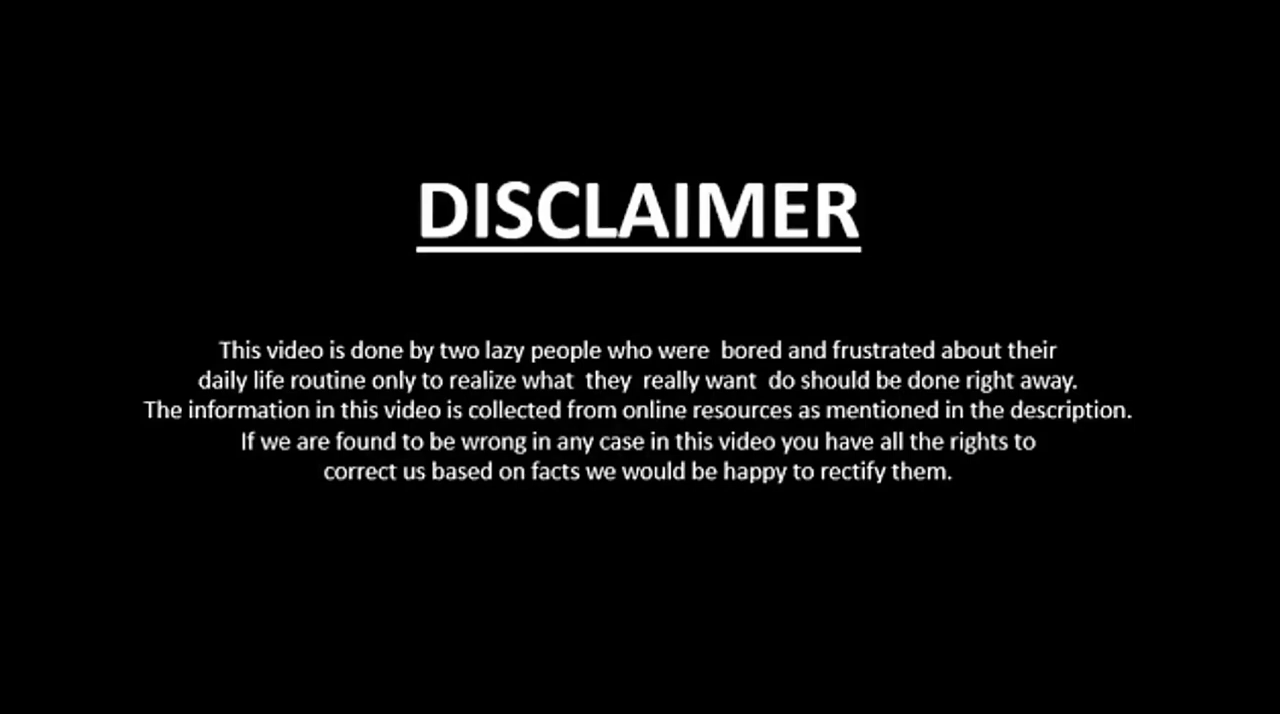 DISCLAIMER
This video is done by two lazy people who were  bored and frustrated about their
daily life routine only to realize what  they  really want  do should be done right away.
The information in this video is collected from online resources as mentioned in the description.
If we are found to be wrong in any case in this video you have all the rights to
correct us based on facts we would be happy to rectify them.